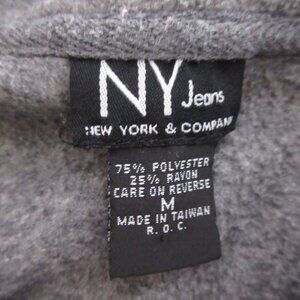 NY Jeans
NEW YORK & COMPANY
75% POLYESTER
25% RAYON
CARE ON REVERSE
M
MADE IN TAIWAN
R. O. C.